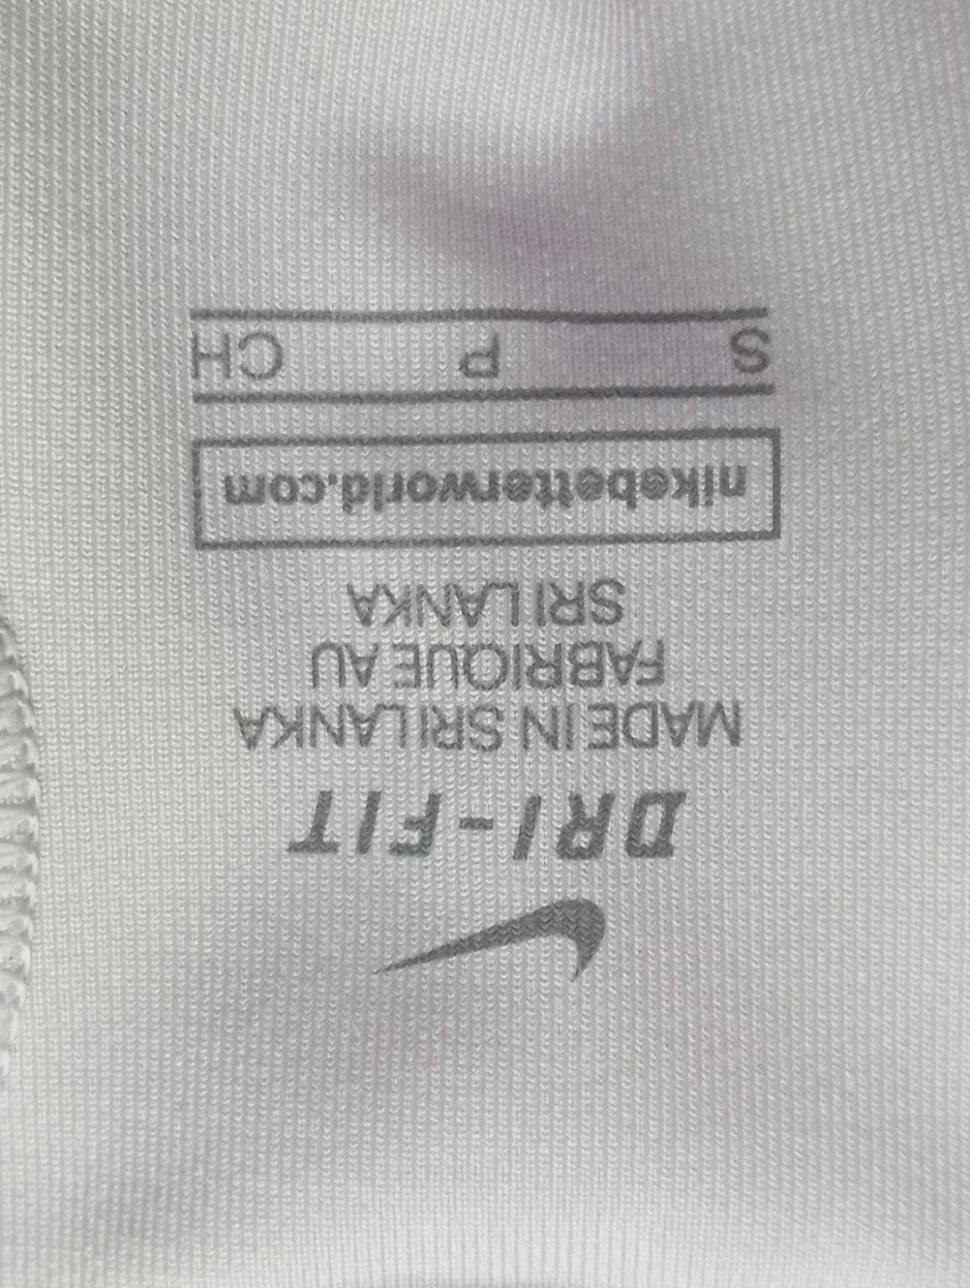 DRI-FIT
MADE IN SRI LANKA
FABRIQUE AU
SRI LANKA
nikebetterworld.com
S P CH